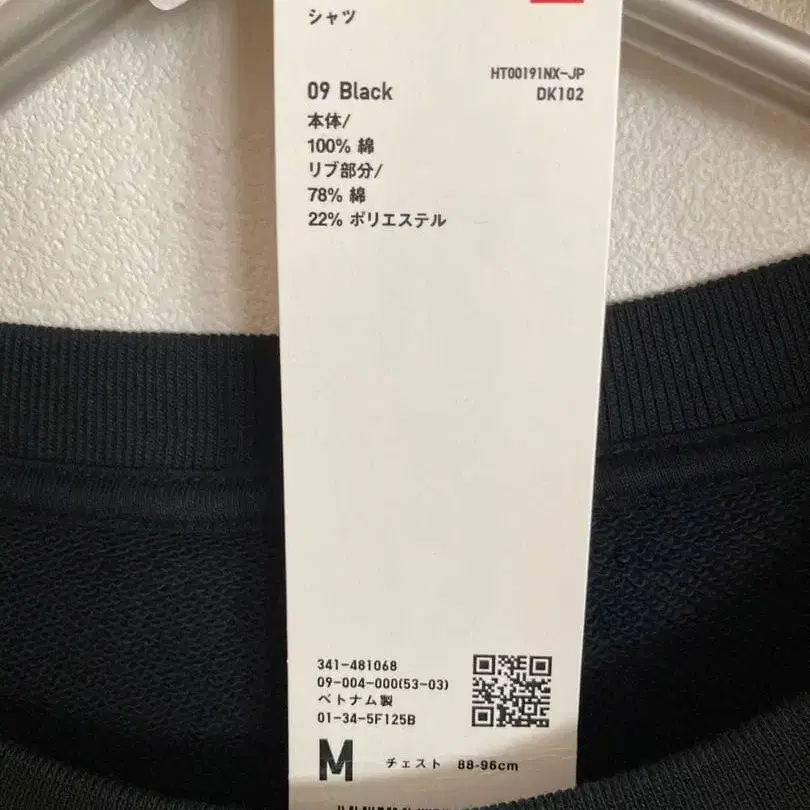 シャツ
HT00191NX-JP
09 Black
DK102
本体/
100% 綿
リブ部分/
78% 綿
22% ポリエステル
341-481068
09-004-000(53-03)
ベトナム製
01-34-5F125B
M チェスト 88-96cm